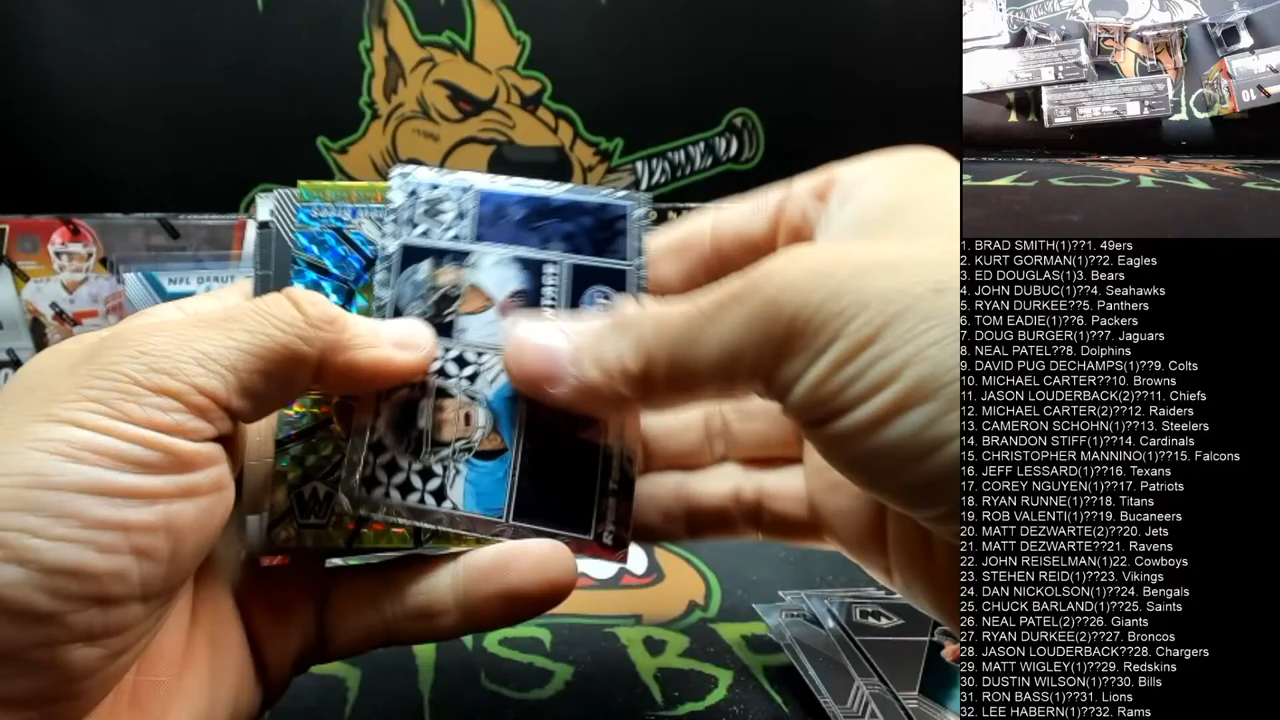 NFL DEBUT
1. BRAD SMITH(1)??1. 49ers
2. KURT GORMAN(1)??2. Eagles
3. ED DOUGLAS(1)3. Bears
4. JOHN DUBUC(1)??4. Seahawks
5. RYAN DURKEE??5. Panthers
6. TOM EADIE(1)??6. Packers
7. DOUG BURGER(1)??7. Jaguars
8. NEAL PATEL??8. Dolphins
9. DAVID PUG DECHAMPS(1)??9. Colts
10. MICHAEL CARTER??10. Browns
11. JASON LOUDERBACK(2)??11. Chiefs
12. MICHAEL CARTER(2)??12. Raiders
13. CAMERON SCHOHN(1)??13. Steelers
14. BRANDON STIFF(1)??14. Cardinals
15. CHRISTOPHER MANNINO(1)??15. Falcons
16. JEFF LESSARD(1)??16. Texans
17. COREY NGUYEN(1)??17. Patriots
18. RYAN RUNNE(1)??18. Titans
19. ROB VALENTI(1)??19. Bucaneers
20. MATT DEZWARTE(2)??20. Jets
21. MATT DEZWARTE??21. Ravens
22. JOHN REISELMAN(1)22. Cowboys
23. STEHEN REID(1)??23. Vikings
24. DAN NICKOLSON(1)??24. Bengals
25. CHUCK BARLAND(1)??25. Saints
26. NEAL PATEL(2)??26. Giants
27. RYAN DURKEE(2)??27. Broncos
28. JASON LOUDERBACK??28. Chargers
29. MATT WIGLEY(1)??29. Redskins
30. DUSTIN WILSON(1)??30. Bills
31. RON BASS(1)??31. Lions
32. LEE HABERN(1)??32. Rams